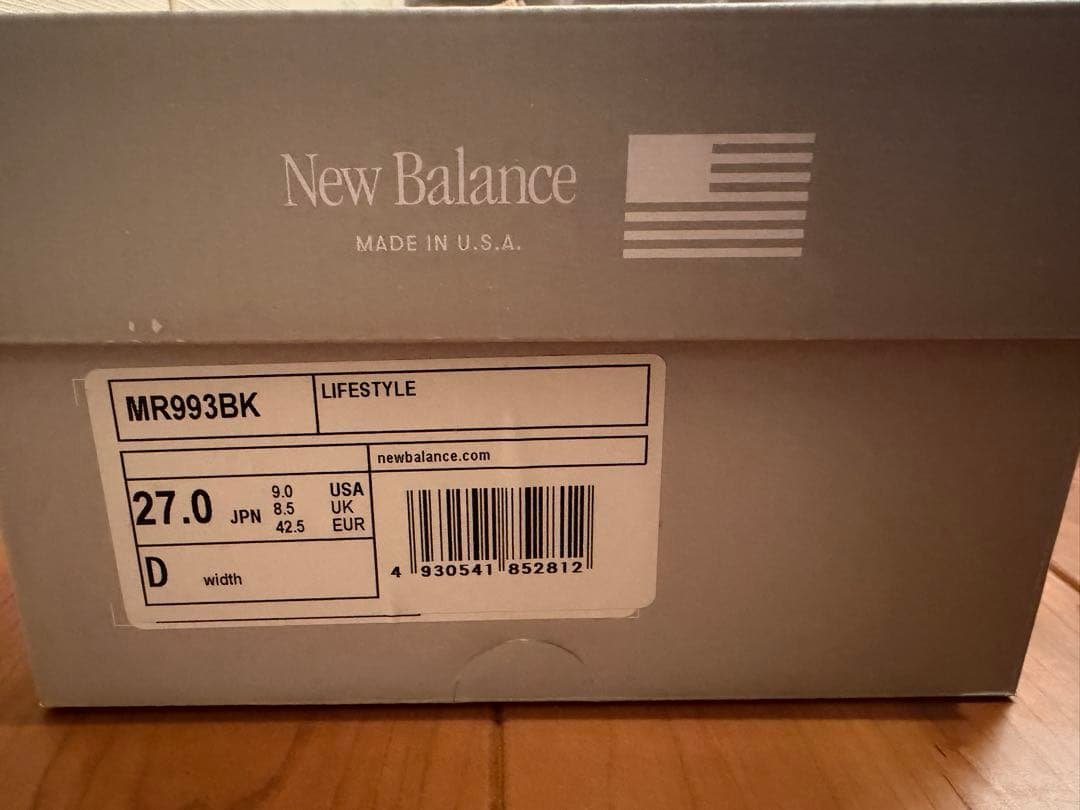 New Balance
MADE IN U.S.A.
MR993BK
LIFESTYLE
newbalance.com
27.0 JPN
9.0 USA
8.5 UK
42.5 EUR
D width
4 930541 852812